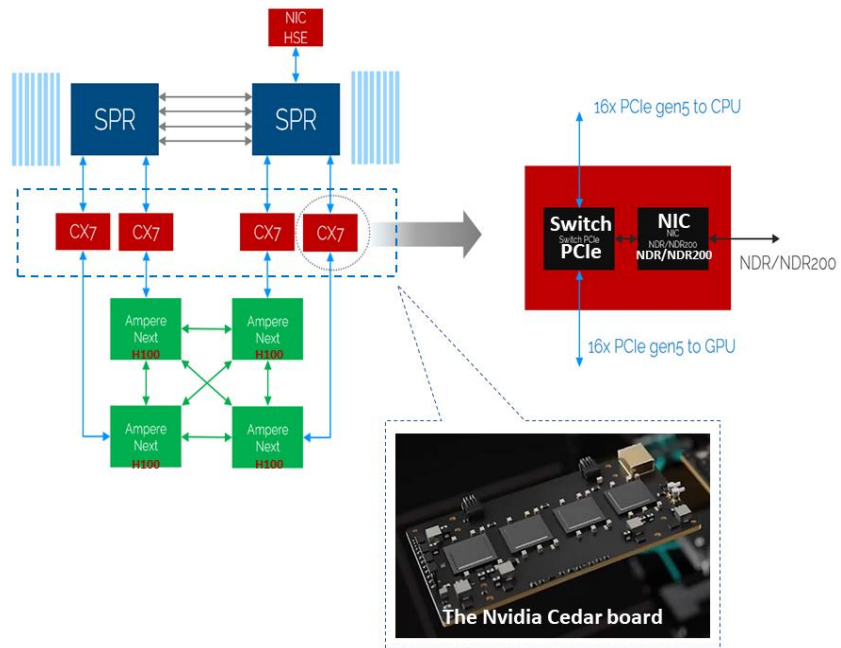 NIC
HSE
SPR
SPR
CX7
CX7
CX7
CX7
Ampere
Next
H100
Ampere
Next
H100
Ampere
Next
H100
Ampere
Next
H100
16x PCIe gen5 to CPU
Switch
Switch PCIe
PCIe
NIC
NIC
NDR/NDR200
NDR/NDR200
NDR/NDR200
16x PCIe gen5 to GPU
The Nvidia Cedar board